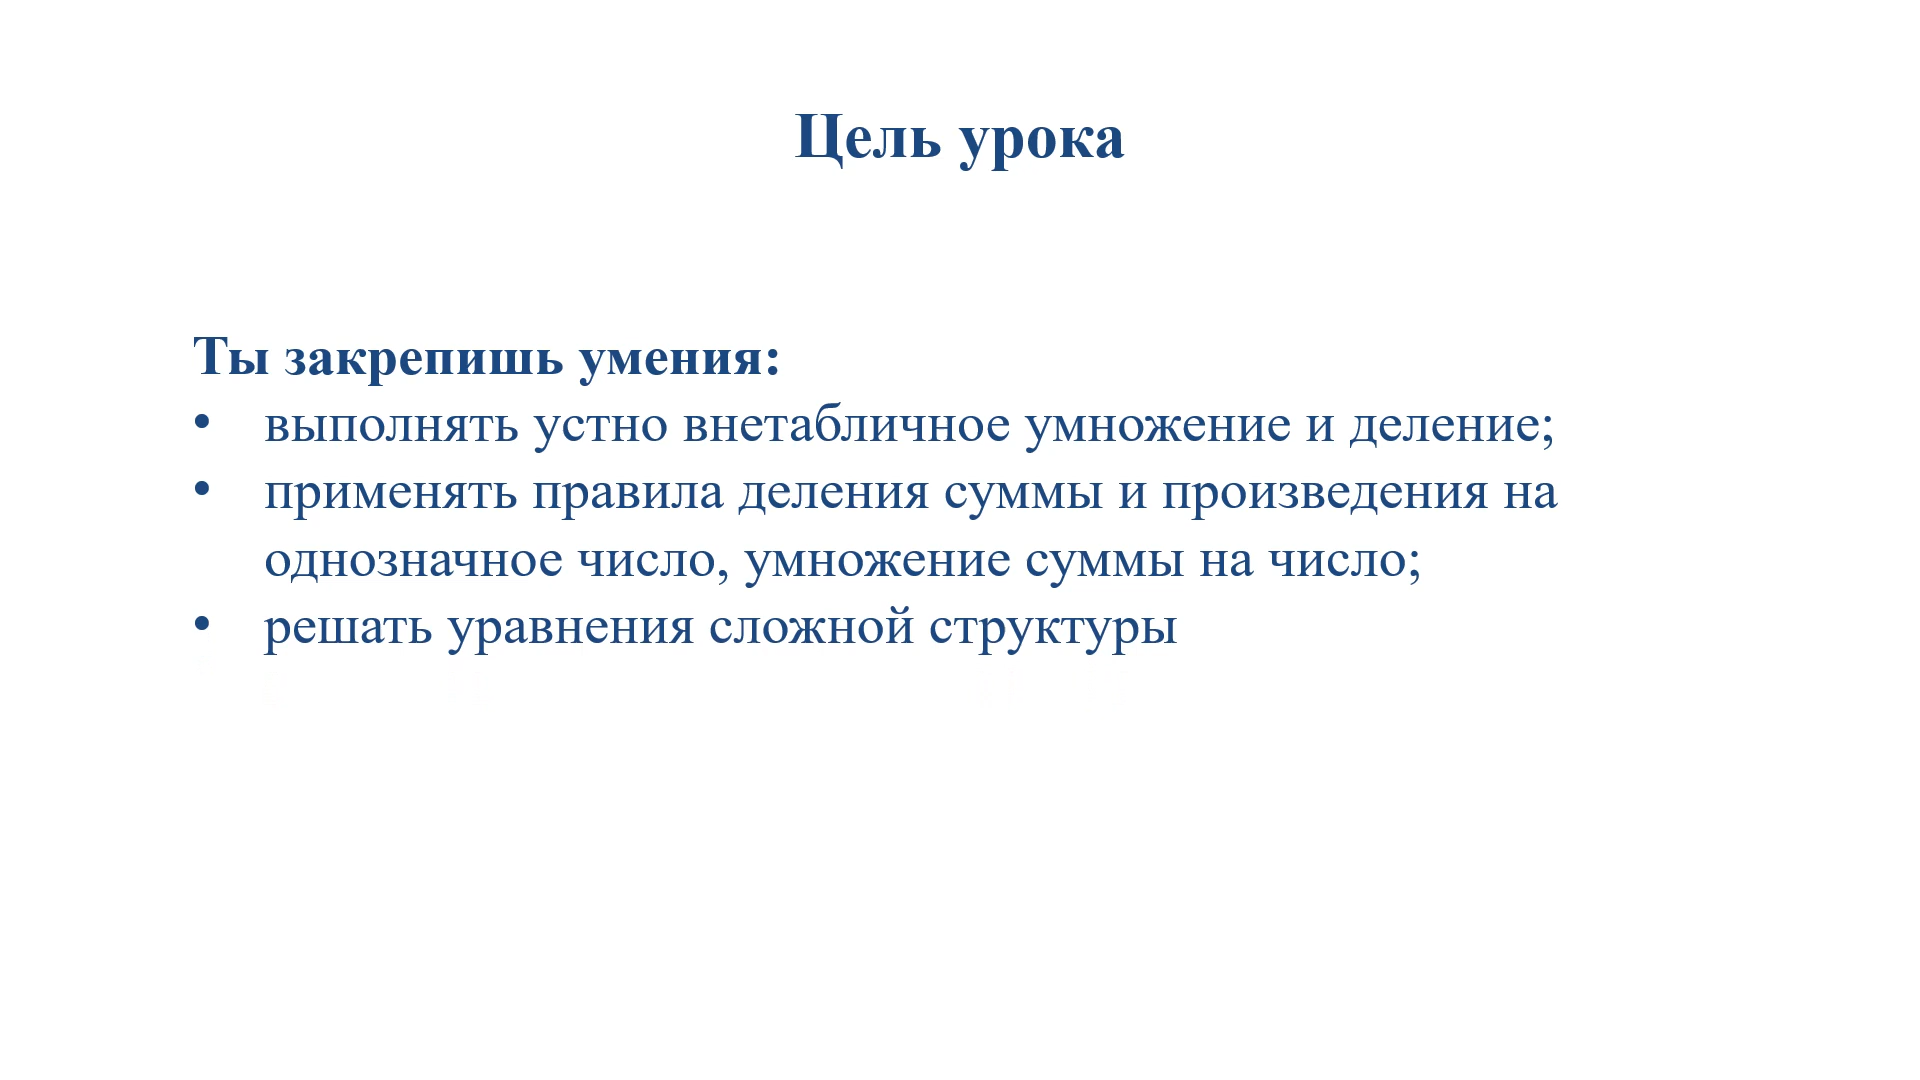 Цель урока
Ты закрепишь умения:
• выполнять устно внетабличное умножение и деление;
• применять правила деления суммы и произведения на
однозначное число, умножение суммы на число;
• решать уравнения сложной структуры